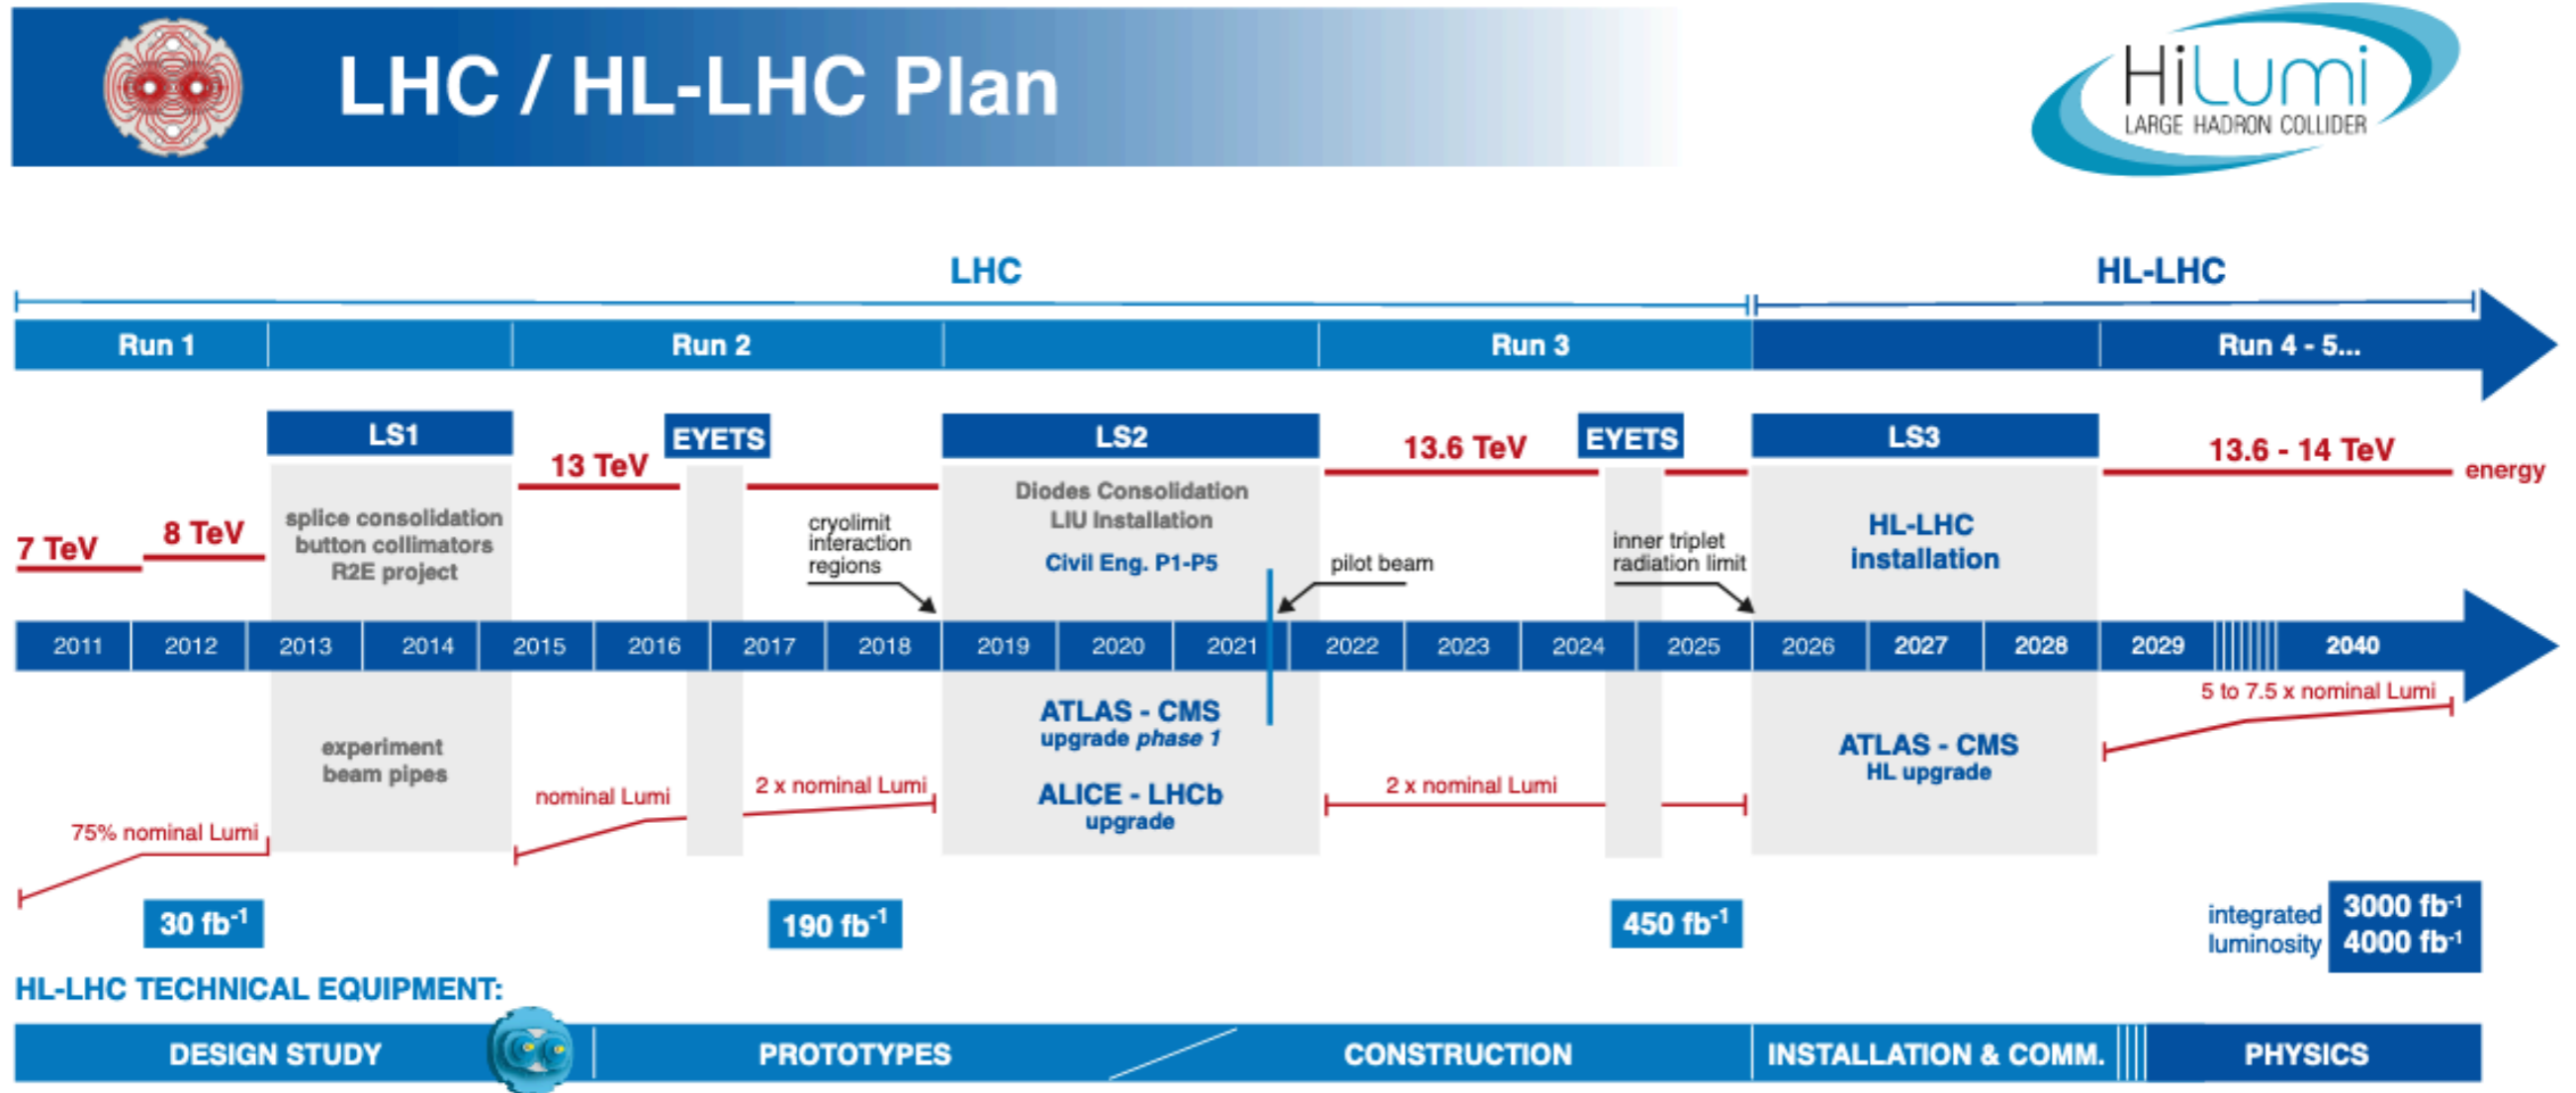 LHC / HL-LHC Plan
HiLumi
LARGE HADRON COLLIDER
LHC
HL-LHC
Run 1
Run 2
Run 3
Run 4 - 5...
LS1
EYETS
LS2
EYETS
LS3
7 TeV
8 TeV
13 TeV
13.6 TeV
13.6 - 14 TeV
energy
splice consolidation
button collimators
R2E project
cryolimit
interaction
regions
Diodes Consolidation
LIU Installation
Civil Eng. P1-P5
pilot beam
inner triplet
radiation limit
HL-LHC
installation
2011 2012 2013 2014 2015 2016 2017 2018 2019 2020 2021 2022 2023 2024 2025 2026 2027 2028 2029 2040
75% nominal Lumi
experiment
beam pipes
nominal Lumi
2 x nominal Lumi
ATLAS - CMS
upgrade phase 1
ALICE - LHCb
upgrade
2 x nominal Lumi
ATLAS - CMS
HL upgrade
5 to 7.5 x nominal Lumi
30 fb⁻¹
190 fb⁻¹
450 fb⁻¹
integrated
luminosity
3000 fb⁻¹
4000 fb⁻¹
HL-LHC TECHNICAL EQUIPMENT:
DESIGN STUDY
PROTOTYPES
CONSTRUCTION
INSTALLATION & COMM.
PHYSICS